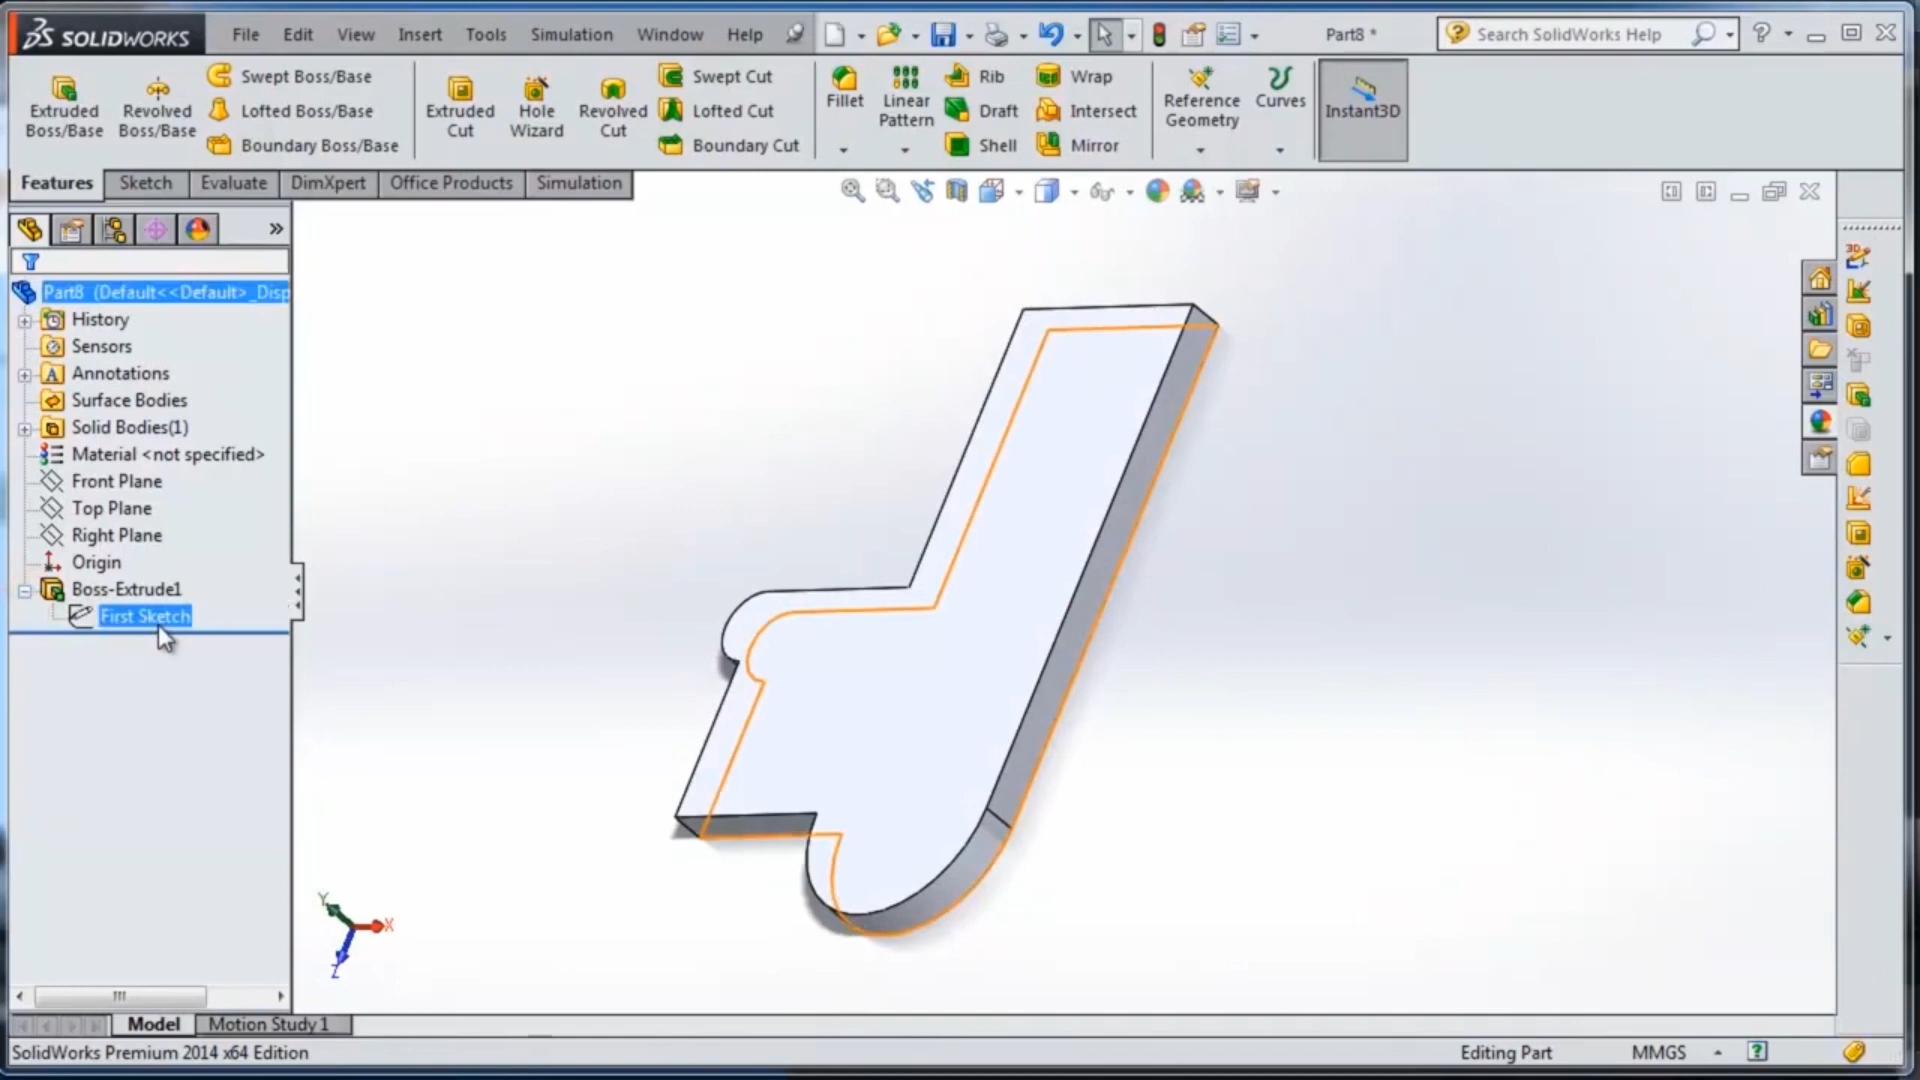 SOLIDWORKS File Edit View Insert Tools Simulation Window Help Part8 * Search SolidWorks Help
Extruded Boss/Base
Revolved Boss/Base
Swept Boss/Base
Lofted Boss/Base
Boundary Boss/Base
Extruded Cut
Hole Wizard
Revolved Cut
Swept Cut
Lofted Cut
Boundary Cut
Fillet
Linear Pattern
Rib
Draft
Shell
Wrap
Intersect
Mirror
Reference Geometry
Curves
Instant3D
Features Sketch Evaluate DimXpert Office Products Simulation
Part8 (Default<<Default>_Disp
History
Sensors
Annotations
Surface Bodies
Solid Bodies(1)
Material <not specified>
Front Plane
Top Plane
Right Plane
Origin
Boss-Extrude1
First Sketch
Y
X
Z
Model Motion Study 1
SolidWorks Premium 2014 x64 Edition Editing Part MMGS